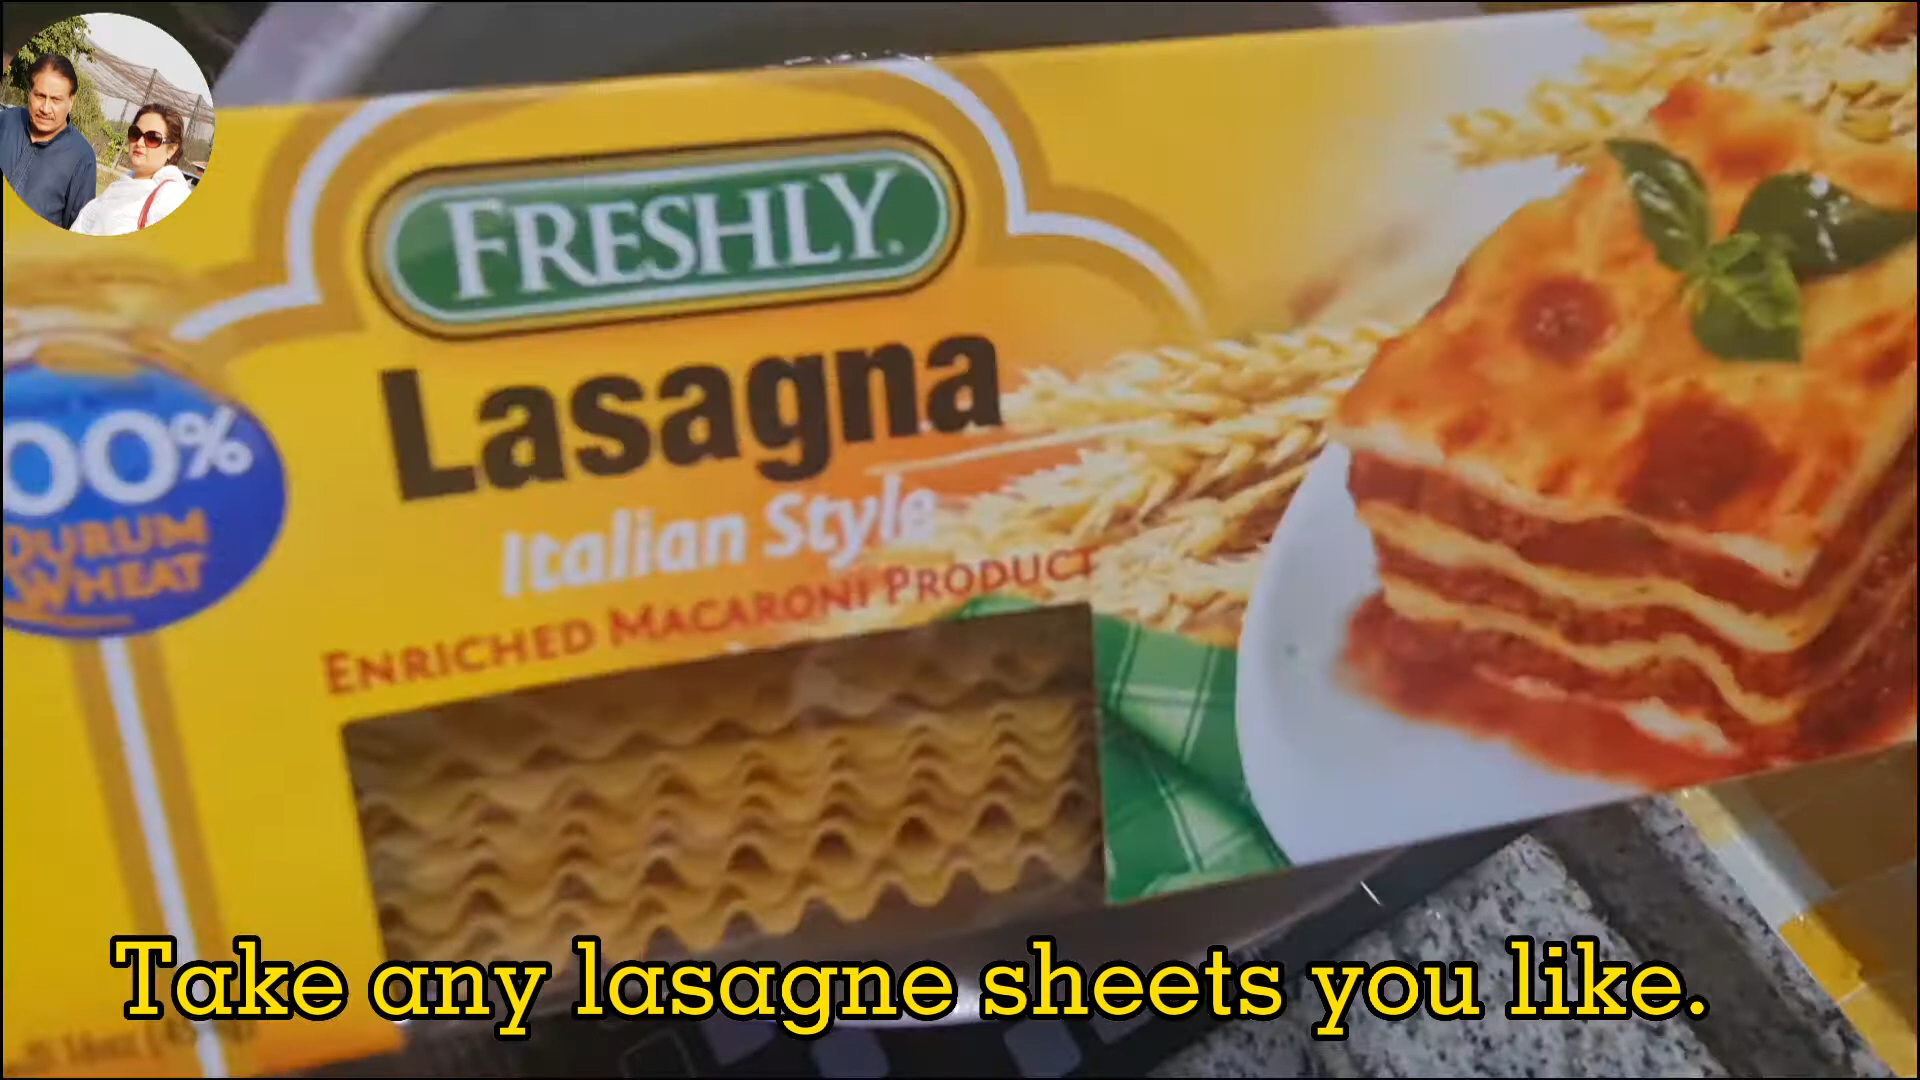 FRESHLY
Lasagna
Italian Style
ENRICHED MACARONI PRODUCT
00%
DURUM
WHEAT
Take any lasagne sheets you like.